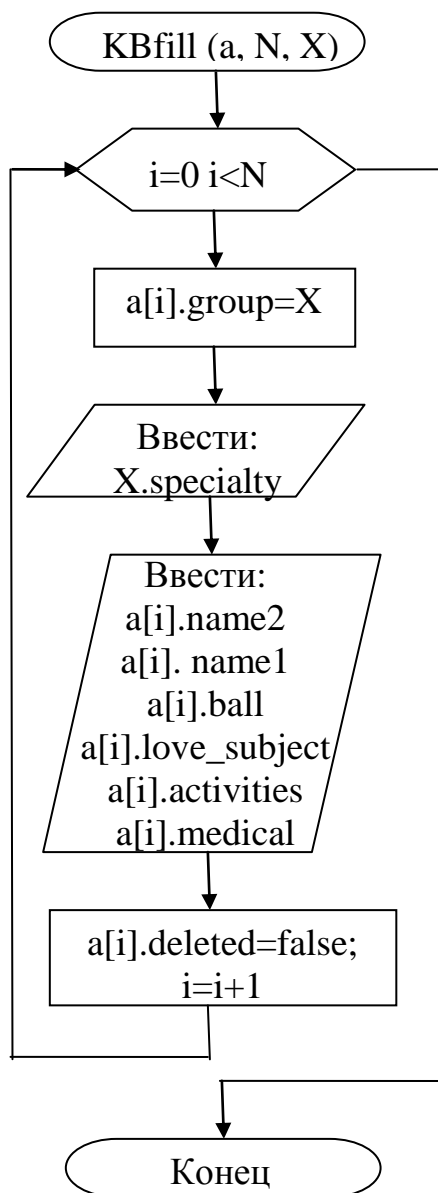 KBfill (a, N, X)
i=0 i<N
a[i].group=X
Ввести:
X.specialty
Ввести:
a[i].name2
a[i]. name1
a[i].ball
a[i].love_subject
a[i].activities
a[i].medical
a[i].deleted=false;
i=i+1
Конец